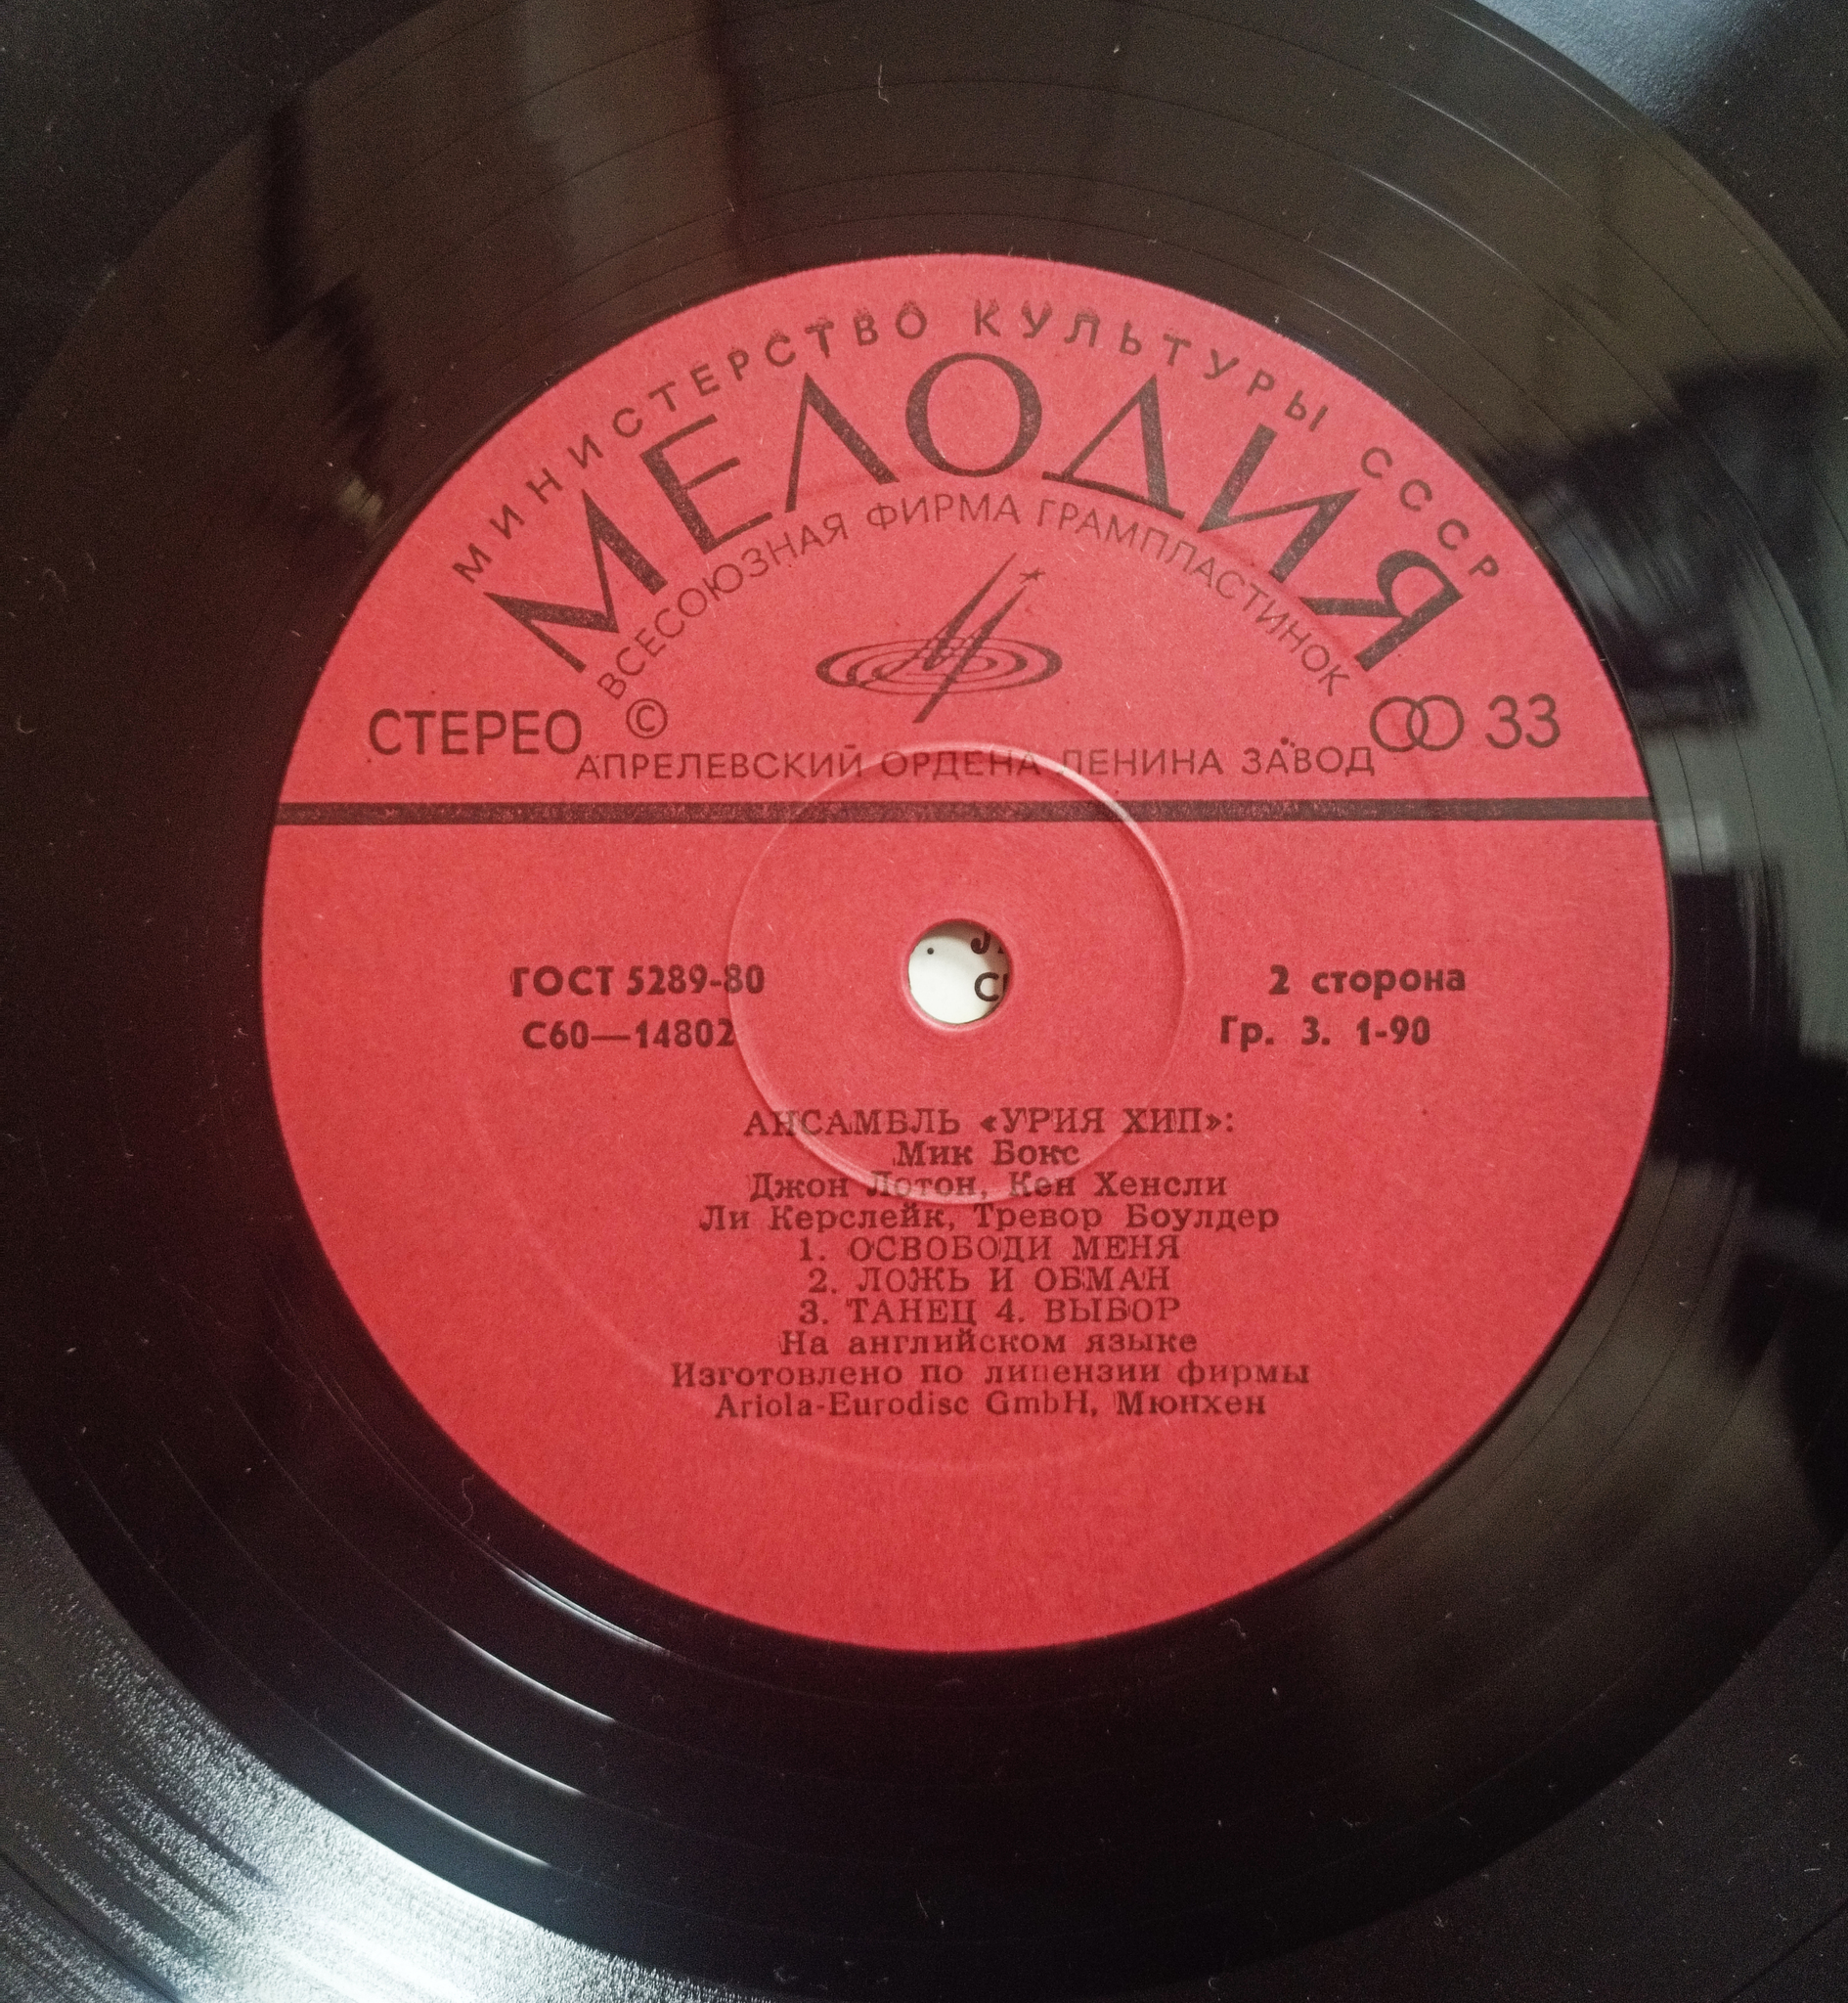 МИНИСТЕРСТВО КУЛЬТУРЫ СССР
МЕЛОДИЯ
ВСЕСОЮЗНАЯ ФИРМА ГРАМПЛАСТИНОК
СТЕРЕО © 33
АПРЕЛЕВСКИЙ ОРДЕНА ЛЕНИНА ЗАВОД
ГОСТ 5289-80 2 сторона
С60—14802 Гр. 3. 1-90
АНСАМБЛЬ «УРИЯ ХИП»:
Мик Бокс
Джон Лотон, Кен Хенсли
Ли Керслейк, Тревор Боулдер
1. ОСВОБОДИ МЕНЯ
2. ЛОЖЬ И ОБМАН
3. ТАНЕЦ 4. ВЫБОР
На английском языке
Изготовлено по лицензии фирмы
Ariola-Eurodisc GmbH, Мюнхен